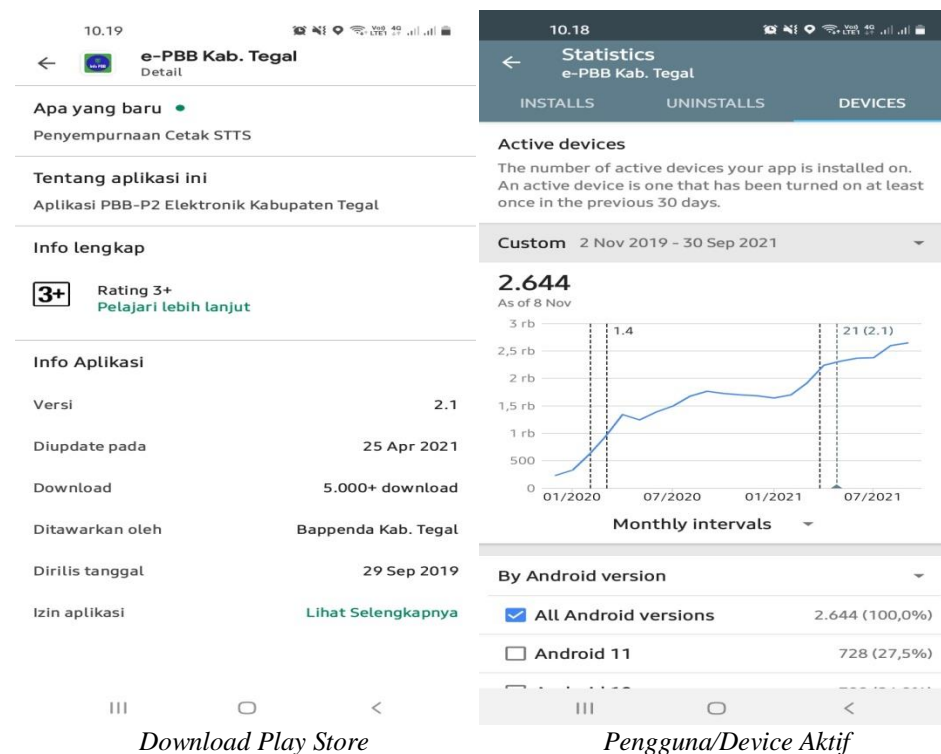 10.19
e-PBB Kab. Tegal
Detail
Apa yang baru
Penyempurnaan Cetak STTS
Tentang aplikasi ini
Aplikasi PBB-P2 Elektronik Kabupaten Tegal
Info lengkap
3+
Rating 3+
Pelajari lebih lanjut
Info Aplikasi
Versi 2.1
Diupdate pada 25 Apr 2021
Download 5.000+ download
Ditawarkan oleh Bappenda Kab. Tegal
Dirilis tanggal 29 Sep 2019
Izin aplikasi Lihat Selengkapnya
Download Play Store
10.18
Statistics
e-PBB Kab. Tegal
INSTALLS UNINSTALLS DEVICES
Active devices
The number of active devices your app is installed on.
An active device is one that has been turned on at least
once in the previous 30 days.
Custom 2 Nov 2019 - 30 Sep 2021
2.644
As of 8 Nov
3 rb
2,5 rb
2 rb
1,5 rb
1 rb
500
0
1.4
21 (2.1)
01/2020 07/2020 01/2021 07/2021
Monthly intervals
By Android version
All Android versions 2.644 (100,0%)
Android 11 728 (27,5%)
Pengguna/Device Aktif